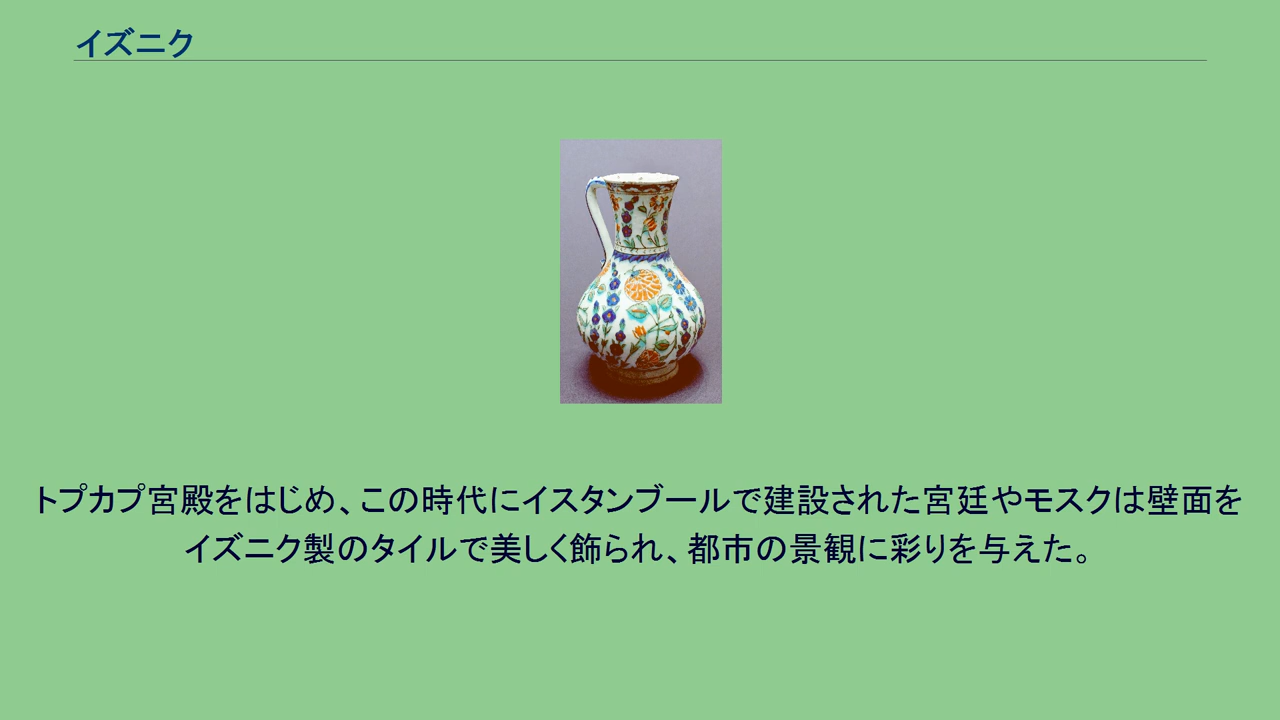 イズニク
トプカプ宮殿をはじめ、この時代にイスタンブールで建設された宮廷やモスクは壁面を
イズニク製のタイルで美しく飾られ、都市の景観に彩りを与えた。